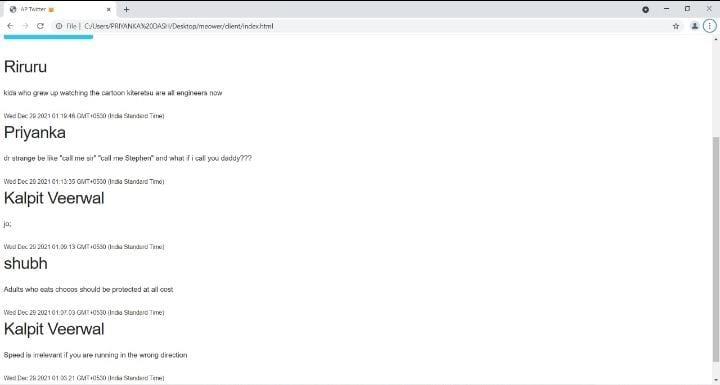 AP Twitter
File | C:/Users/PRIYANKA%20DASH/Desktop/meower/client/index.html
Riruru
kids who grew up watching the cartoon kiteretsu are all engineers now
Wed Dec 29 2021 01:19:46 GMT+0530 (India Standard Time)
Priyanka
dr strange be like "call me sir" "call me Stephen" and what if i call you daddy???
Wed Dec 29 2021 01:13:35 GMT+0530 (India Standard Time)
Kalpit Veerwal
jo;
Wed Dec 29 2021 01:09:13 GMT+0530 (India Standard Time)
shubh
Adults who eats chocos should be protected at all cost
Wed Dec 29 2021 01:07:03 GMT+0530 (India Standard Time)
Kalpit Veerwal
Speed is irrelevant if you are running in the wrong direction
Wed Dec 29 2021 01:03:21 GMT+0530 (India Standard Time)